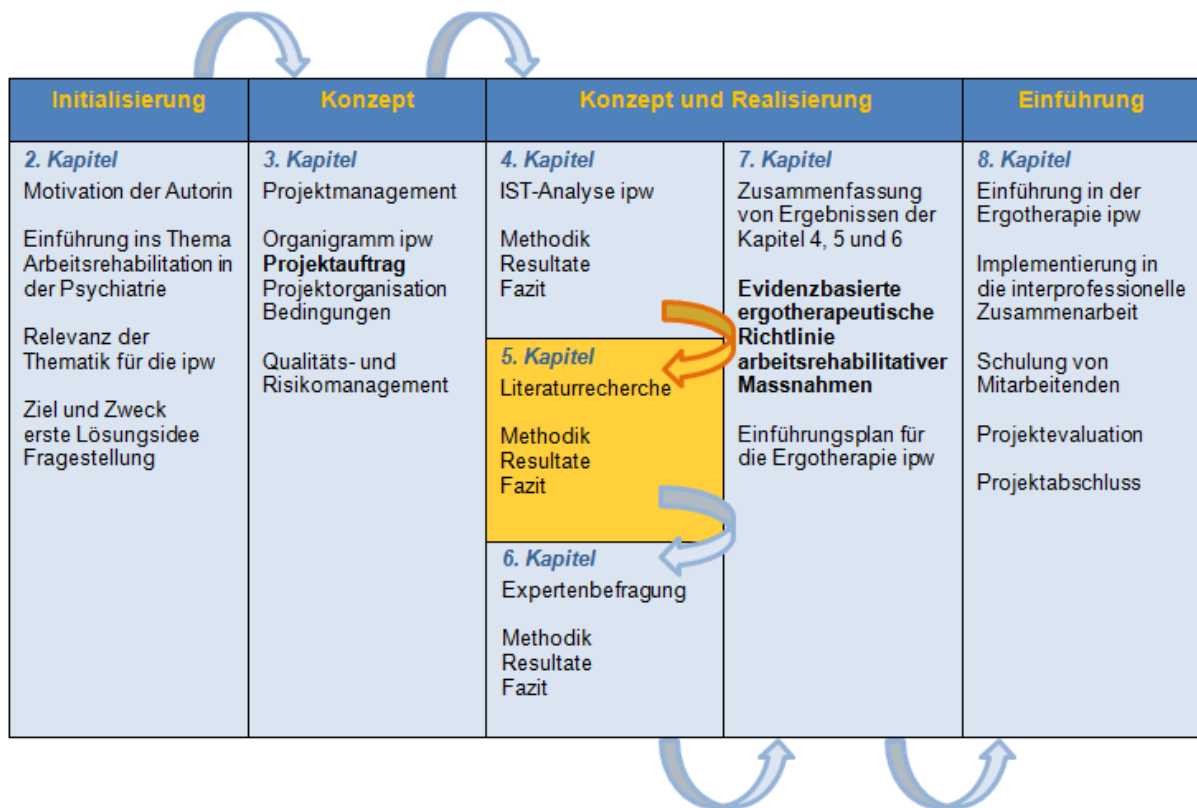 Initialisierung
Konzept
Konzept und Realisierung
Einführung
2. Kapitel
Motivation der Autorin
Einführung ins Thema
Arbeitsrehabilitation in
der Psychiatrie
Relevanz der
Thematik für die ipw
Ziel und Zweck
erste Lösungsidee
Fragestellung
3. Kapitel
Projektmanagement
Organigramm ipw
Projektauftrag
Projektorganisation
Bedingungen
Qualitäts- und
Risikomanagement
4. Kapitel
IST-Analyse ipw
Methodik
Resultate
Fazit
5. Kapitel
Literaturrecherche
Methodik
Resultate
Fazit
6. Kapitel
Expertenbefragung
Methodik
Resultate
Fazit
7. Kapitel
Zusammenfassung
von Ergebnissen der
Kapitel 4, 5 und 6
Evidenzbasierte
ergotherapeutische
Richtlinie
arbeitsrehabilitativer
Massnahmen
Einführungsplan für
die Ergotherapie ipw
8. Kapitel
Einführung in der
Ergotherapie ipw
Implementierung in
die interprofessionelle
Zusammenarbeit
Schulung von
Mitarbeitenden
Projektevaluation
Projektabschluss